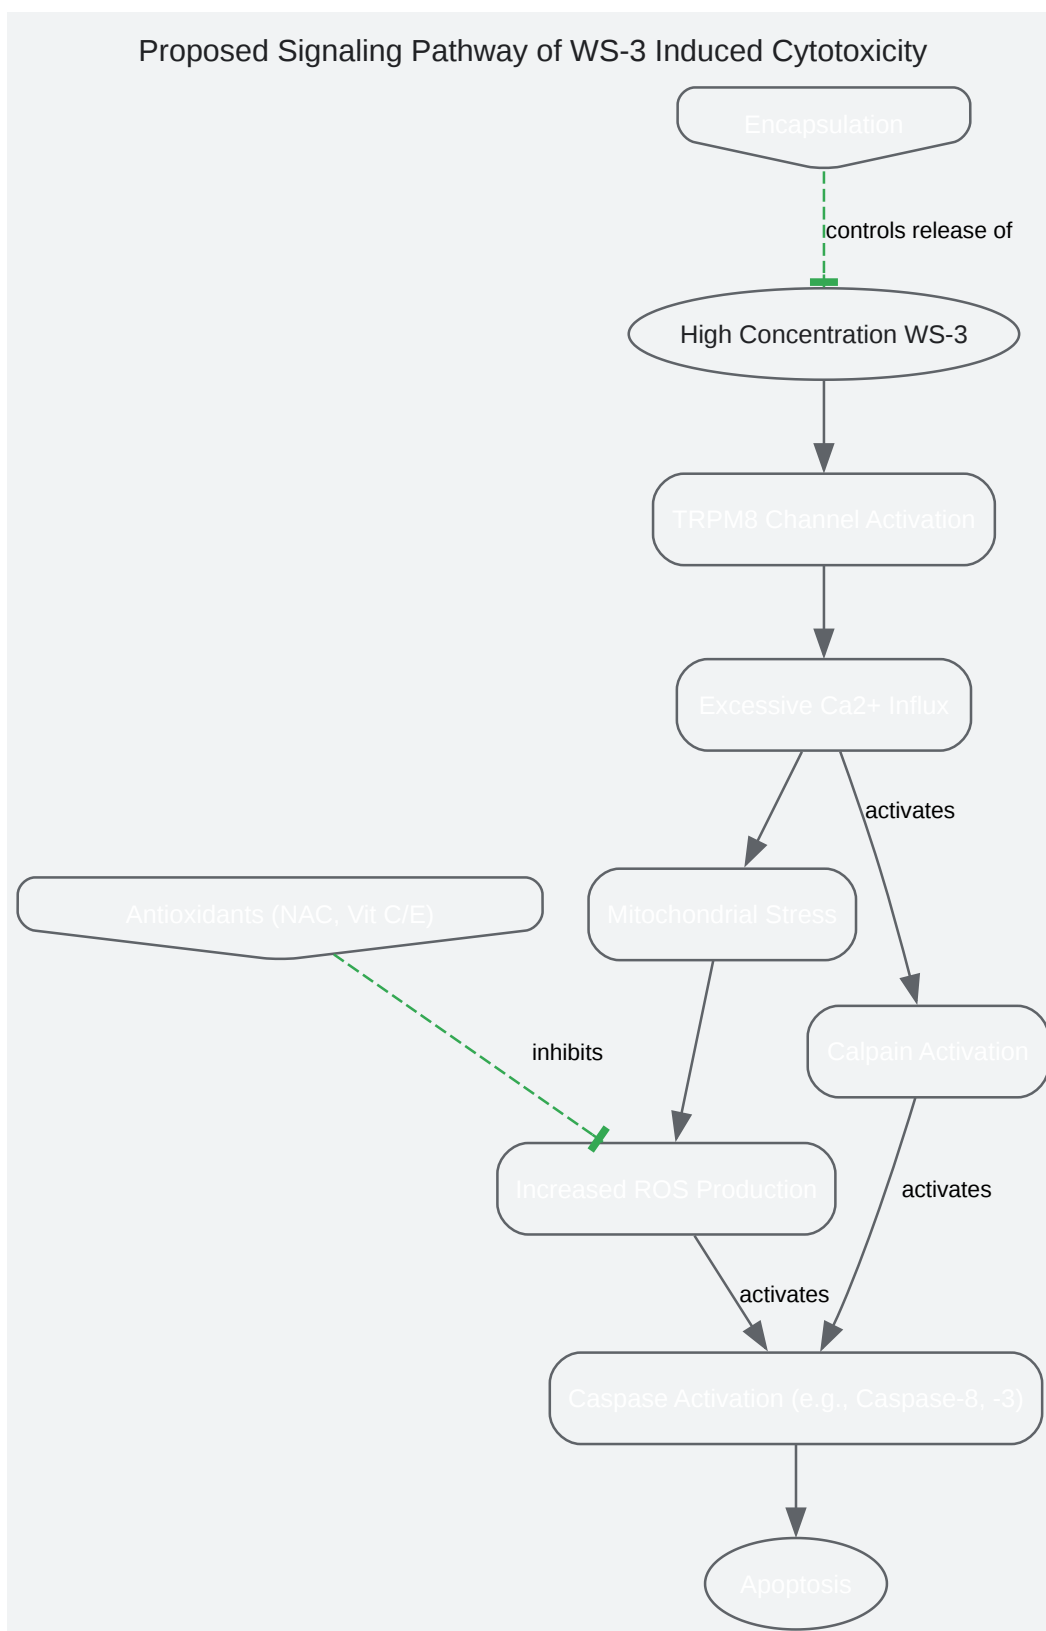 Proposed Signaling Pathway of WS-3 Induced Cytotoxicity
Encapsulation
controls release of
High Concentration WS-3
TRPM8 Channel Activation
Excessive Ca2+ Influx
activates
Antioxidants (NAC, Vit C/E)
Mitochondrial Stress
inhibits
Calpain Activation
Increased ROS Production
activates
activates
Caspase Activation (e.g., Caspase-8, -3)
Apoptosis